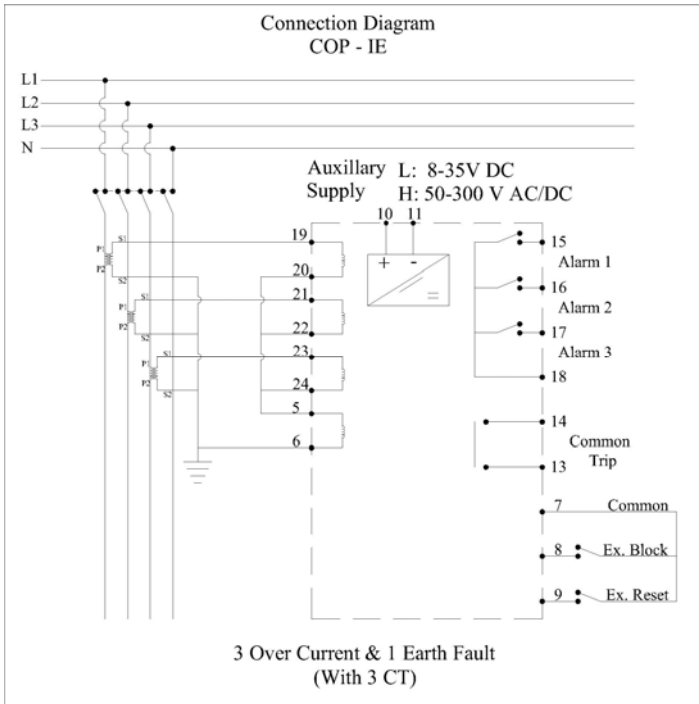 Connection Diagram
COP - IE
L1
L2
L3
N
Auxillary L: 8-35V DC
Supply H: 50-300 V AC/DC
10 11
+ -
19
20
21
22
23
24
5
6
P1
P2
S1
S2
P1
P2
S1
S2
P1
P2
S1
S2
15
Alarm 1
16
Alarm 2
17
Alarm 3
18
14
Common
Trip
13
7 Common
8 Ex. Block
9 Ex. Reset
3 Over Current & 1 Earth Fault
(With 3 CT)